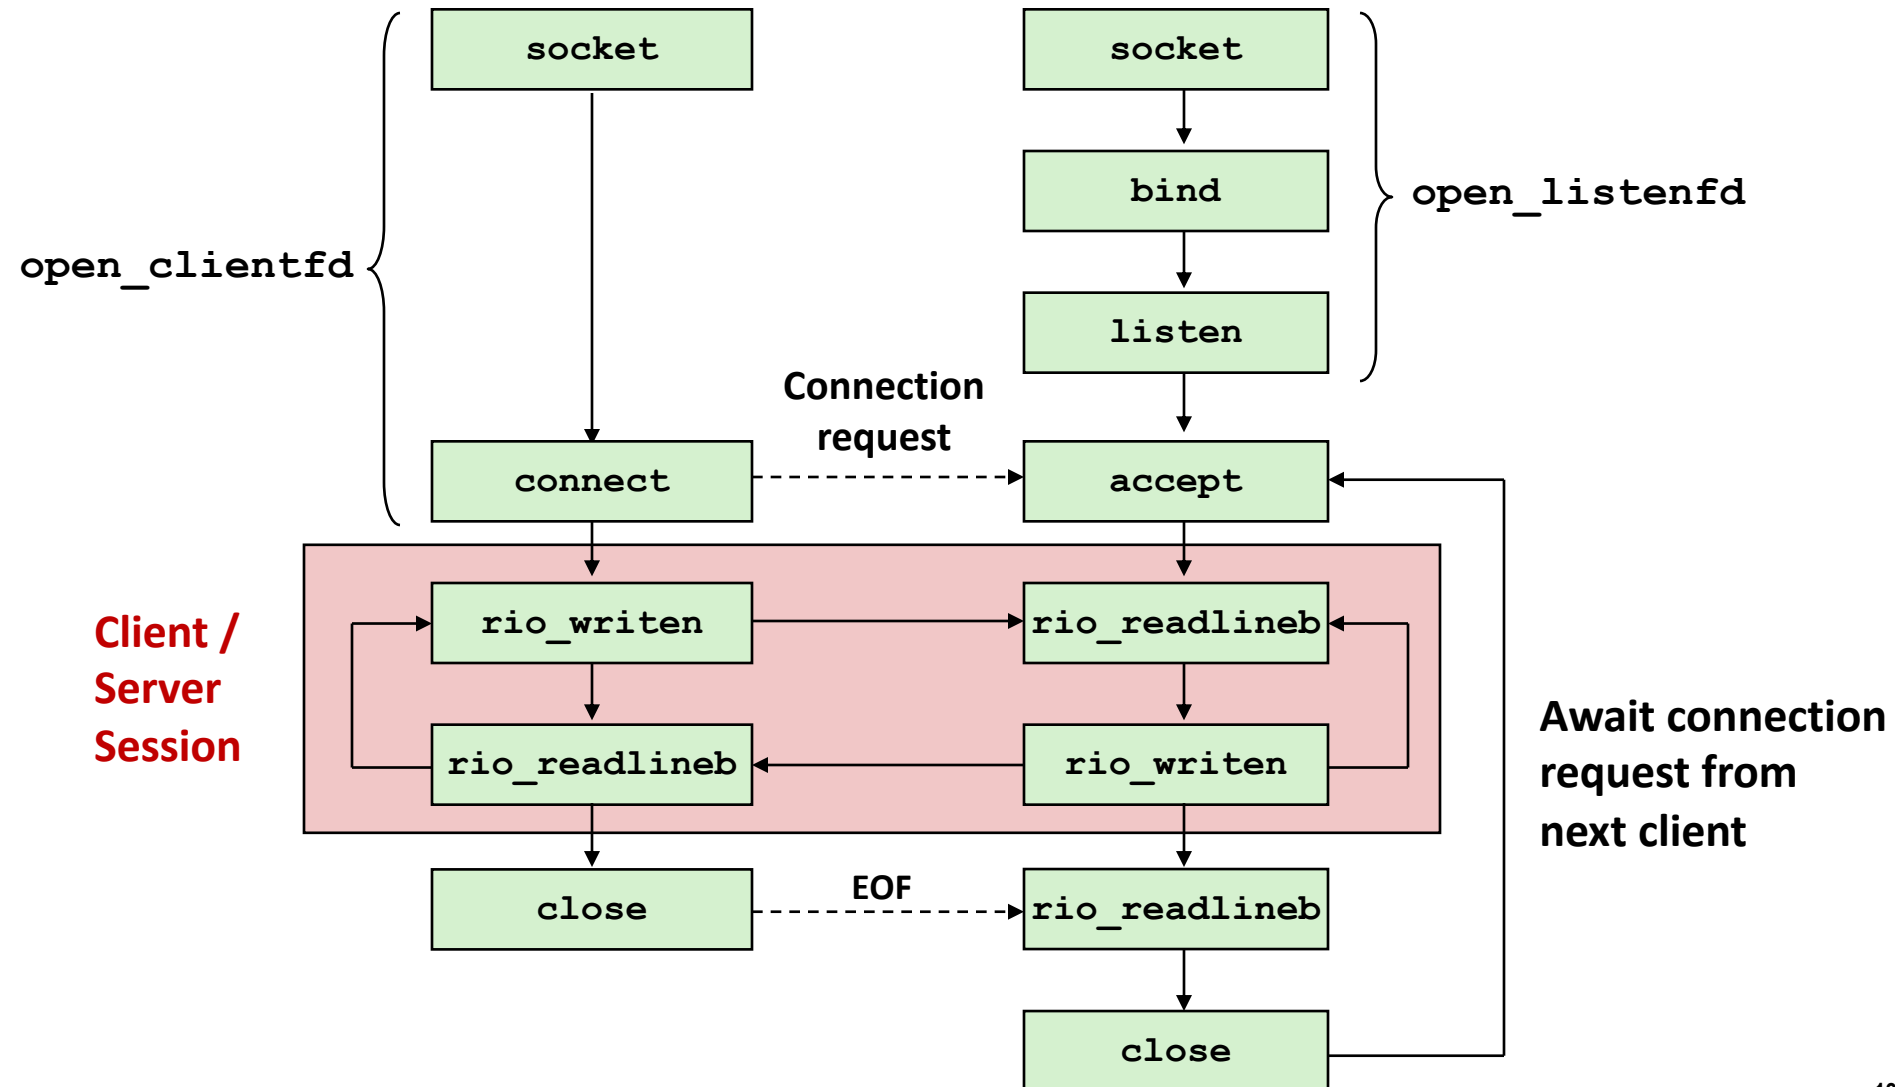 socket
socket
bind
open_listenfd
open_clientfd
listen
Connection
request
connect
accept
Client /
Server
Session
rio_writen
rio_readlineb
rio_readlineb
rio_writen
Await connection
request from
next client
close
EOF
rio_readlineb
close